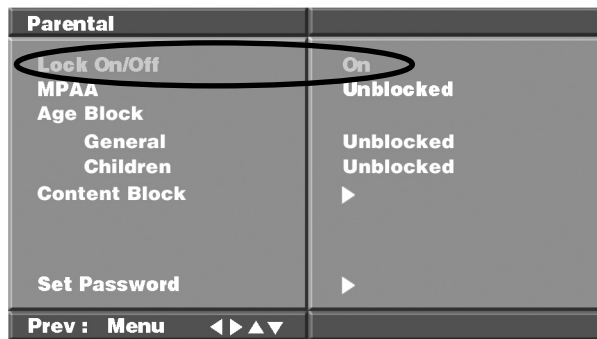 Parental
Lock On/Off On
MPAA Unblocked
Age Block
General Unblocked
Children Unblocked
Content Block ▶
Set Password ▶
Prev : Menu ◀▶▲▼